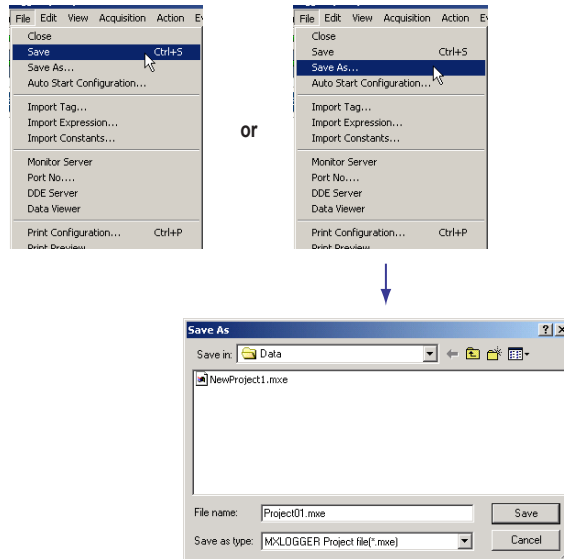 File Edit View Acquisition Action
Close
Save Ctrl+S
Save As...
Auto Start Configuration...
Import Tag...
Import Expression...
Import Constants...
Monitor Server
Port No....
DDE Server
Data Viewer
Print Configuration... Ctrl+P
Print Preview
or
File Edit View Acquisition Action E
Close
Save Ctrl+S
Save As...
Auto Start Configuration...
Import Tag...
Import Expression...
Import Constants...
Monitor Server
Port No....
DDE Server
Data Viewer
Print Configuration... Ctrl+P
Print Preview
Save As
Save in: Data
NewProject1.mxe
File name: Project01.mxe Save
Save as type: MXLOGGER Project file(*.mxe) Cancel